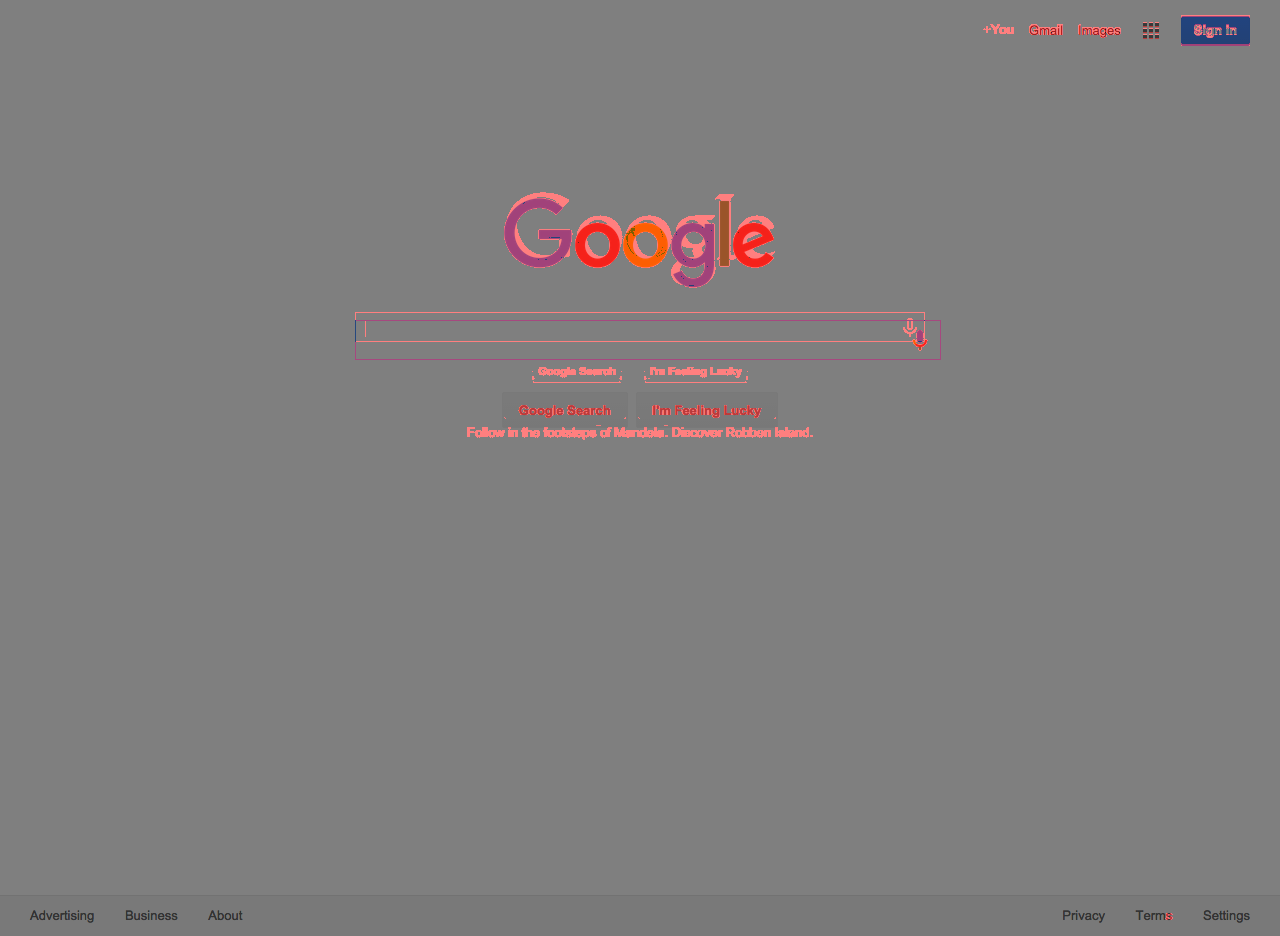 +You Gmail Images Sign in
Google
Google Search I'm Feeling Lucky
Google Search I'm Feeling Lucky
Follow in the footsteps of Mandela. Discover Robben Island.
Advertising Business About Privacy Terms Settings